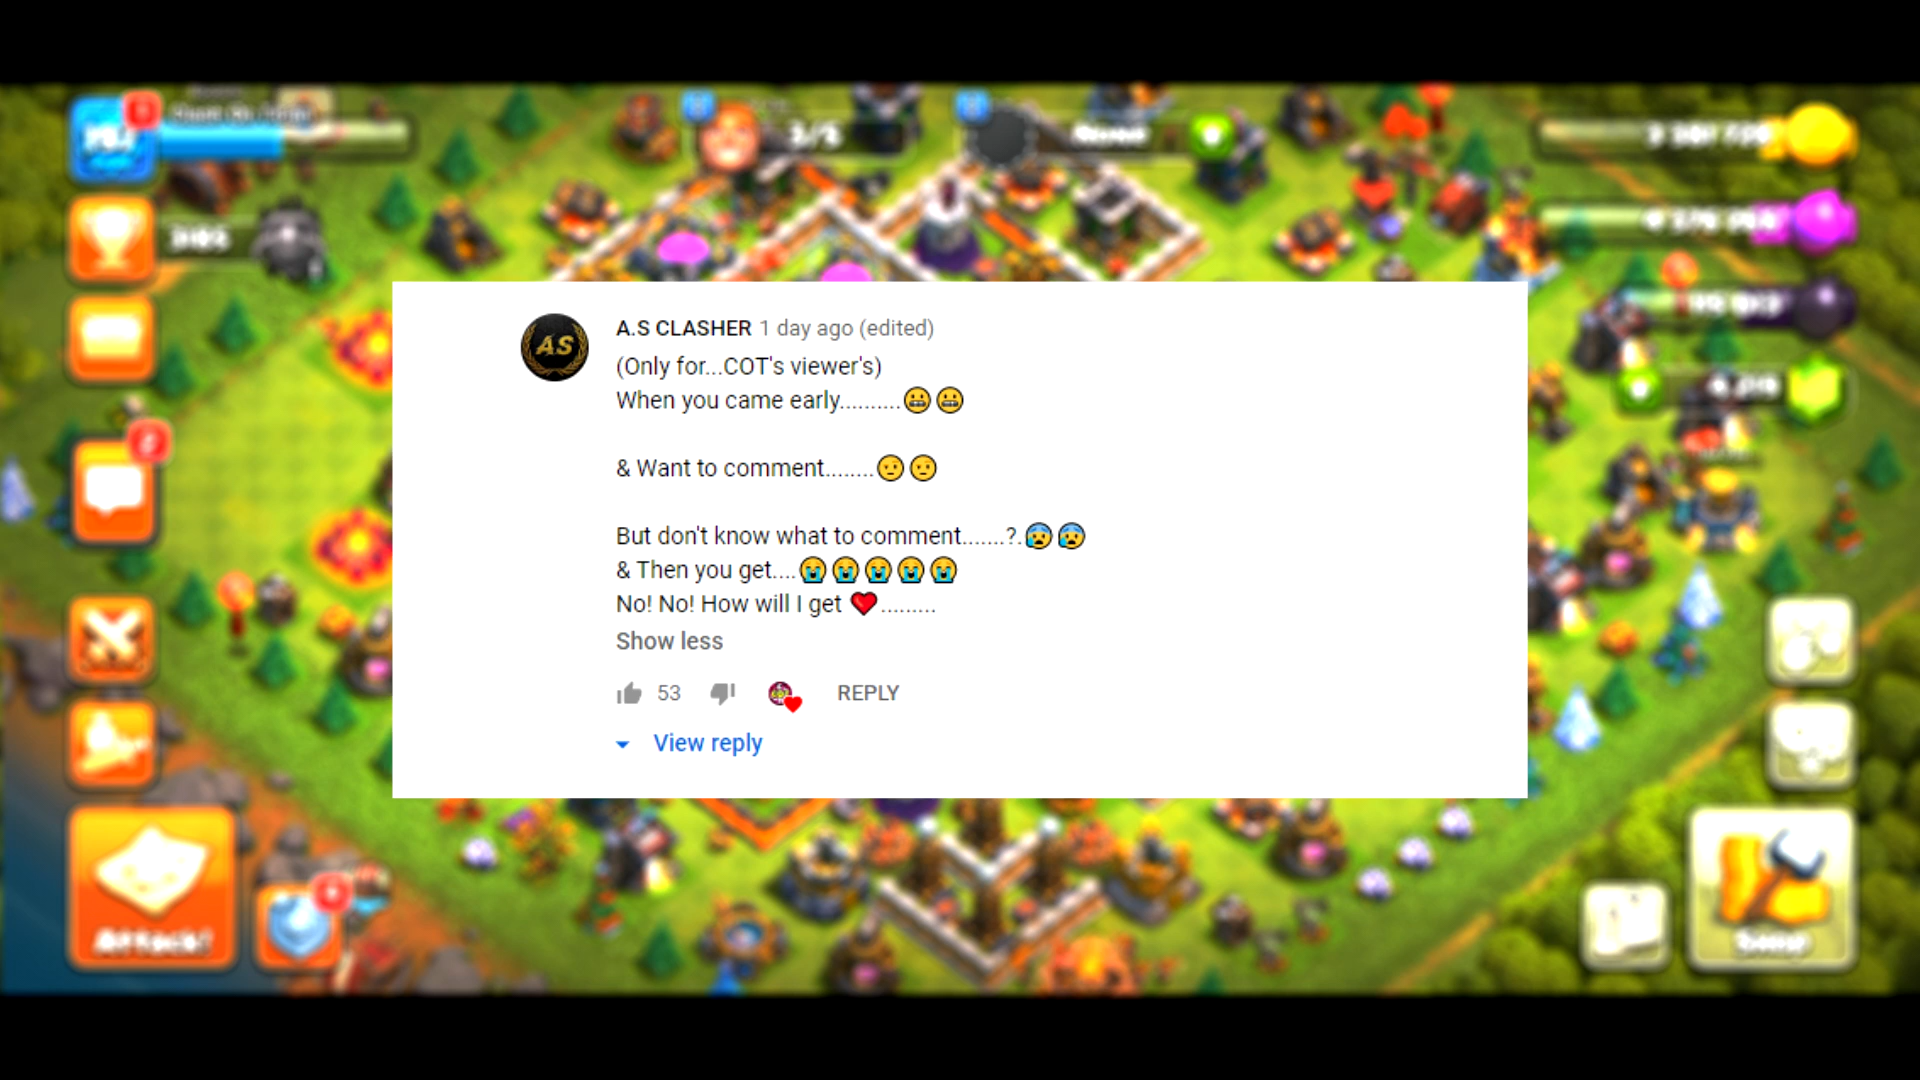 AS
A.S CLASHER 1 day ago (edited)
(Only for...COT's viewer's)
When you came early..........😬😬
& Want to comment........🤨🤨
But don't know what to comment.......?.😰😰
& Then you get....😭😭😭😭😭
No! No! How will I get ❤️.........
Show less
53 REPLY
View reply
Attack!